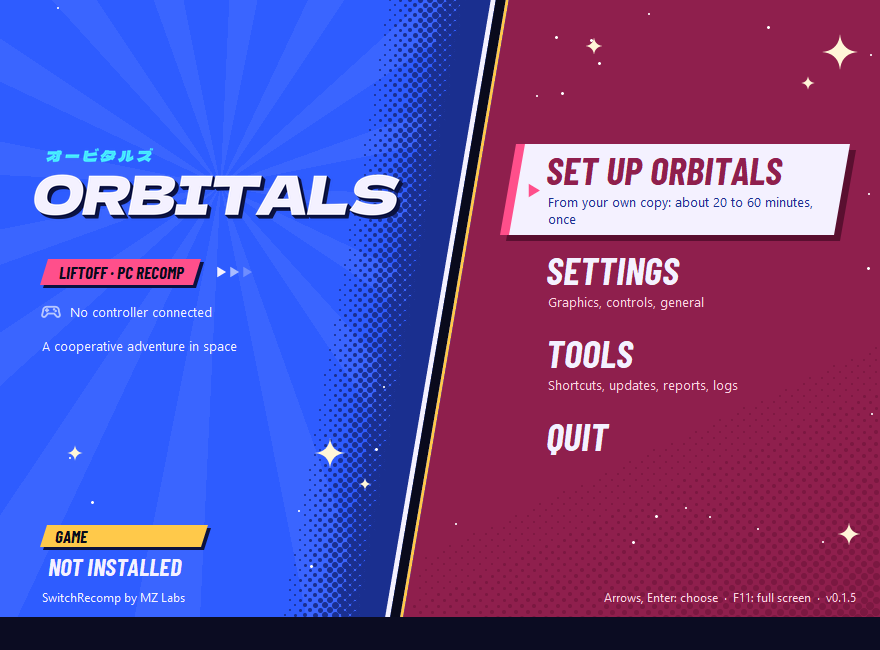 オービタルズ
ORBITALS
LIFTOFF · PC RECOMP
No controller connected
A cooperative adventure in space
GAME
NOT INSTALLED
SwitchRecomp by MZ Labs
SET UP ORBITALS
From your own copy: about 20 to 60 minutes,
once
SETTINGS
Graphics, controls, general
TOOLS
Shortcuts, updates, reports, logs
QUIT
Arrows, Enter: choose · F11: full screen · v0.1.5